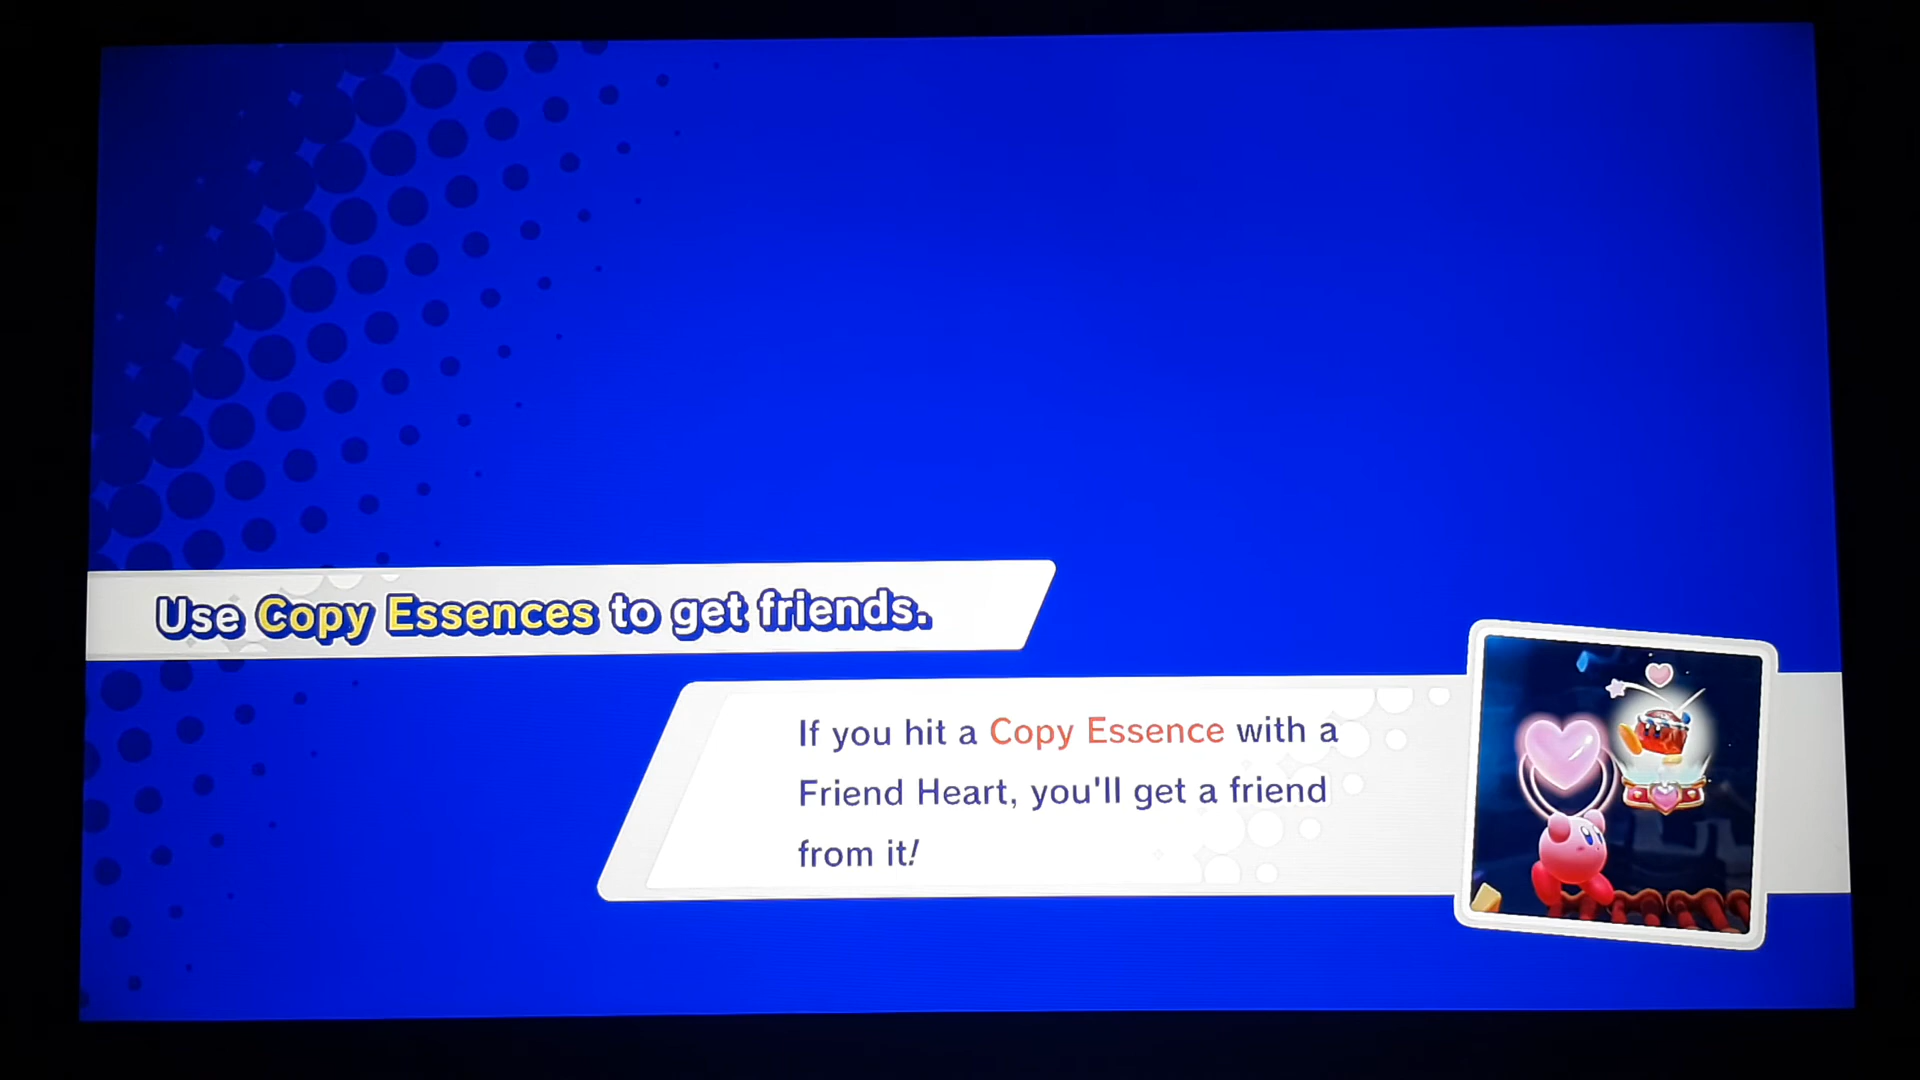 Use Copy Essences to get friends.
If you hit a Copy Essence with a
Friend Heart, you'll get a friend
from it!